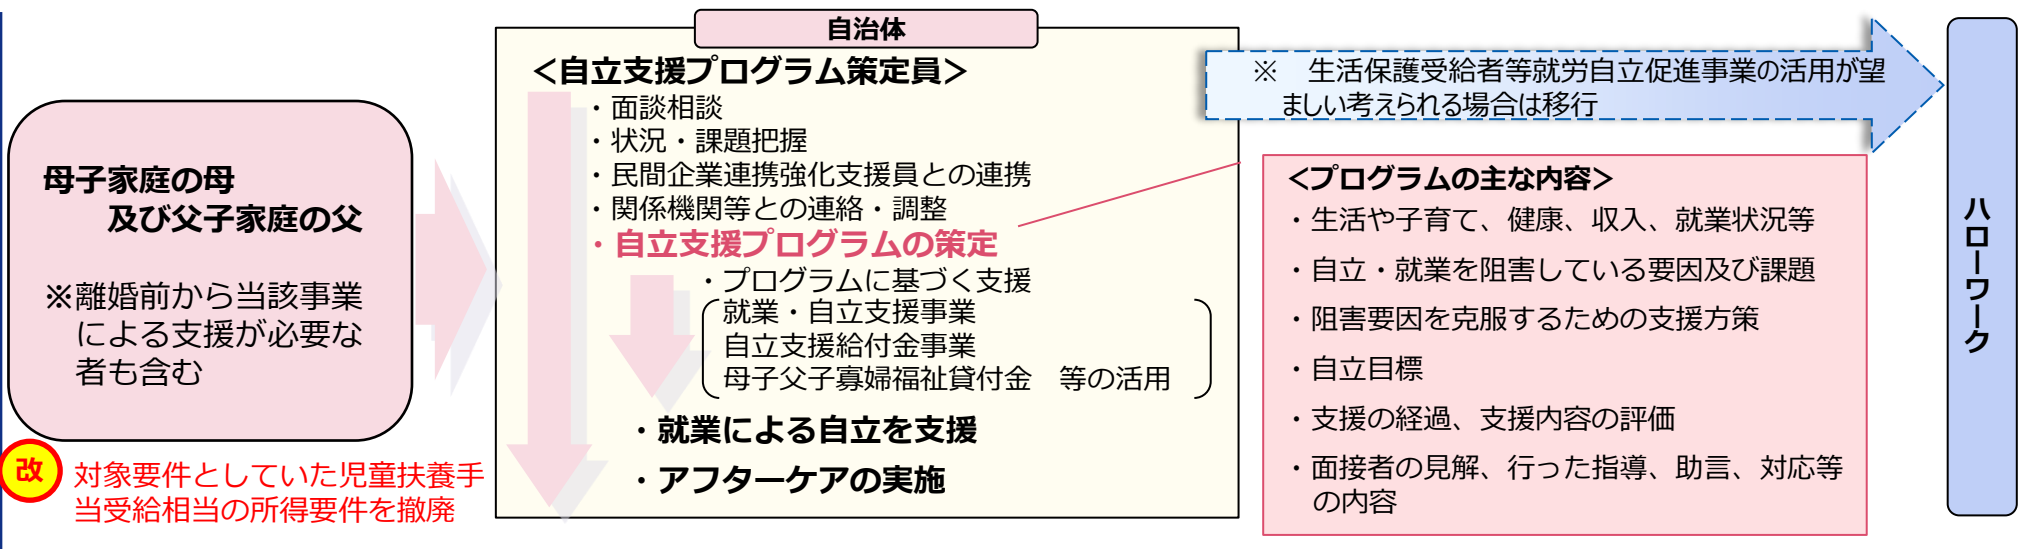 母子家庭の母
及び父子家庭の父
※離婚前から当該事業
による支援が必要な
者も含む
改
対象要件としていた児童扶養手
当受給相当の所得要件を撤廃
自治体
<自立支援プログラム策定員>
・面談相談
・状況・課題把握
・民間企業連携強化支援員との連携
・関係機関等との連絡・調整
・自立支援プログラムの策定
・プログラムに基づく支援
就業・自立支援事業
自立支援給付金事業
母子父子寡婦福祉貸付金　等の活用
・就業による自立を支援
・アフターケアの実施
※　生活保護受給者等就労自立促進事業の活用が望
ましい考えられる場合は移行
<プログラムの主な内容>
・生活や子育て、健康、収入、就業状況等
・自立・就業を阻害している要因及び課題
・阻害要因を克服するための支援方策
・自立目標
・支援の経過、支援内容の評価
・面接者の見解、行った指導、助言、対応等
の内容
ハローワーク